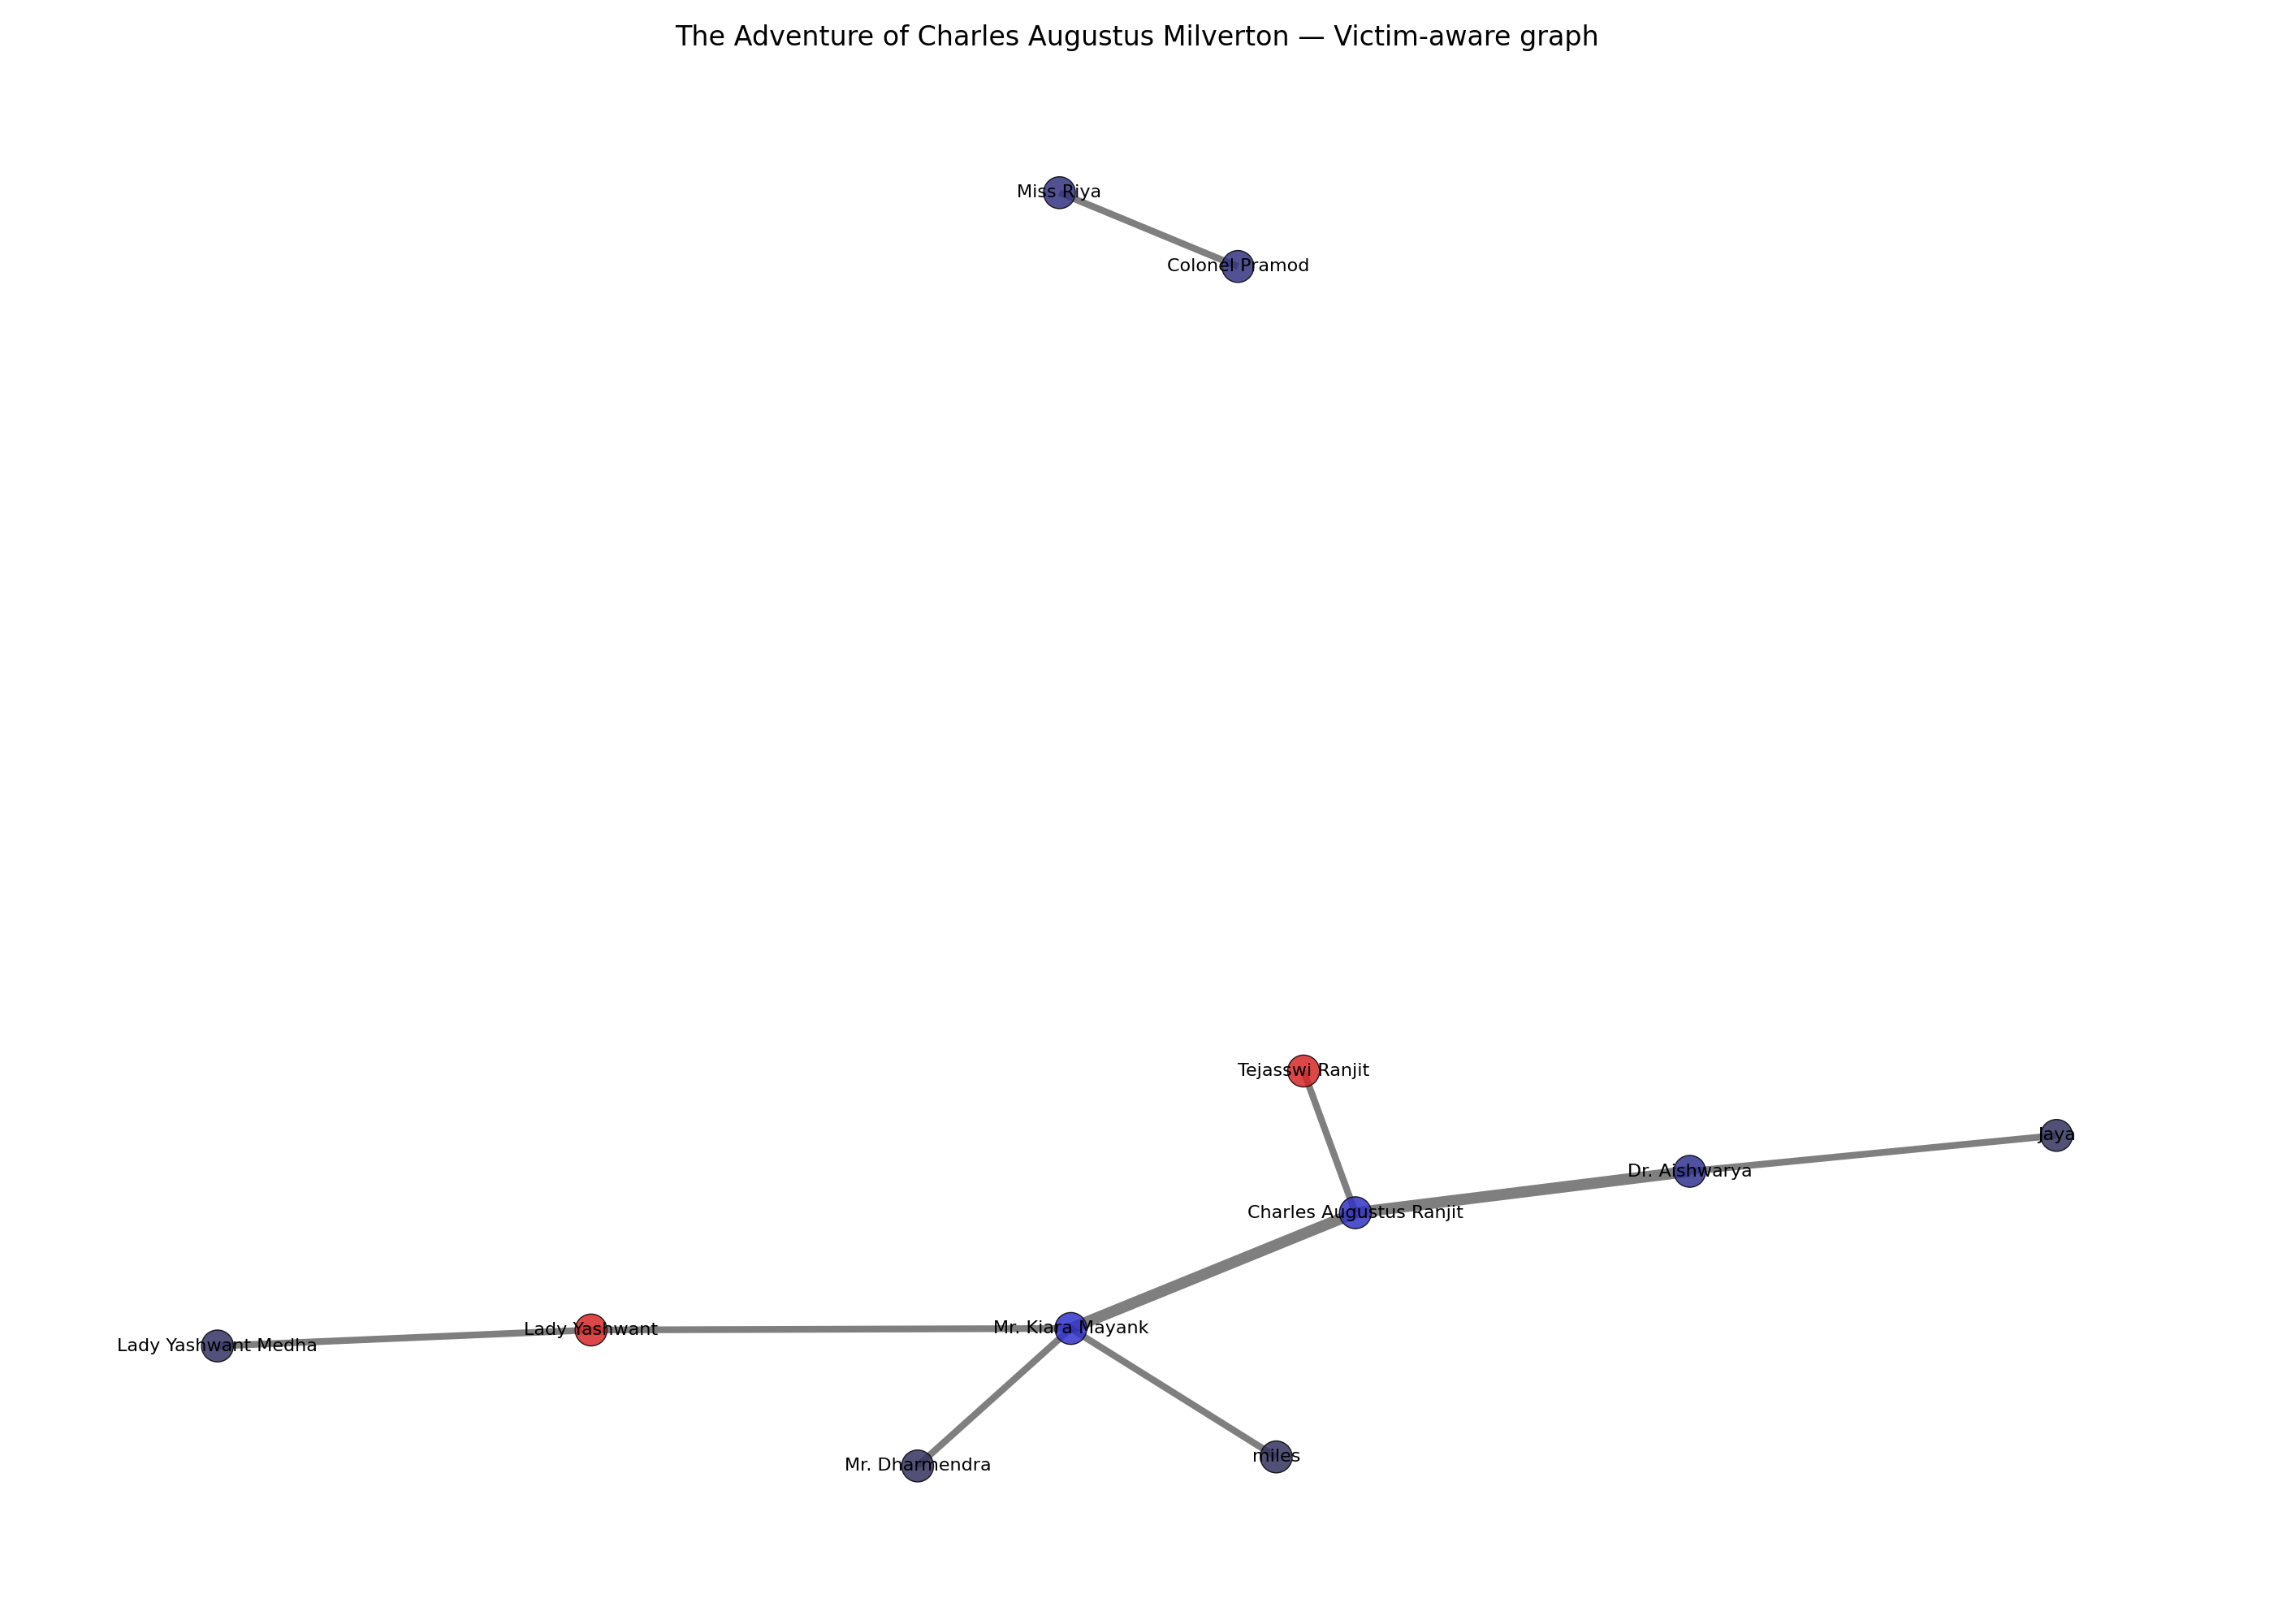 The Adventure of Charles Augustus Milverton — Victim-aware graph
Miss Riya
Colonel Pramod
Tejasswi Ranjit
Jaya
Dr. Aishwarya
Charles Augustus Ranjit
Mr. Kiara Mayank
Lady Yashwant
Lady Yashwant Medha
miles
Mr. Dharmendra